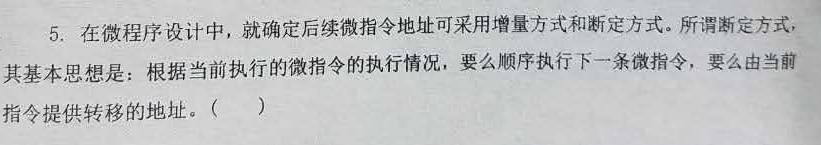 5. 在微程序设计中，就确定后续微指令地址可采用增量方式和断定方式。所谓断定方式，
其基本思想是：根据当前执行的微指令的执行情况，要么顺序执行下一条微指令，要么由当前
指令提供转移的地址。(    )